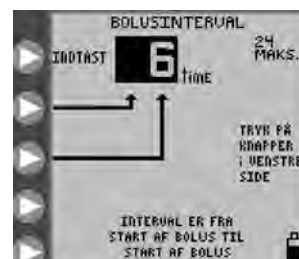 BOLUSINTERVAL
INDTAST 6 time
24 MAKS.
TRYK PÅ
KNAPPER
I VENSTRE
SIDE
INTERVAL ER FRA
START AF BOLUS TIL
START AF BOLUS